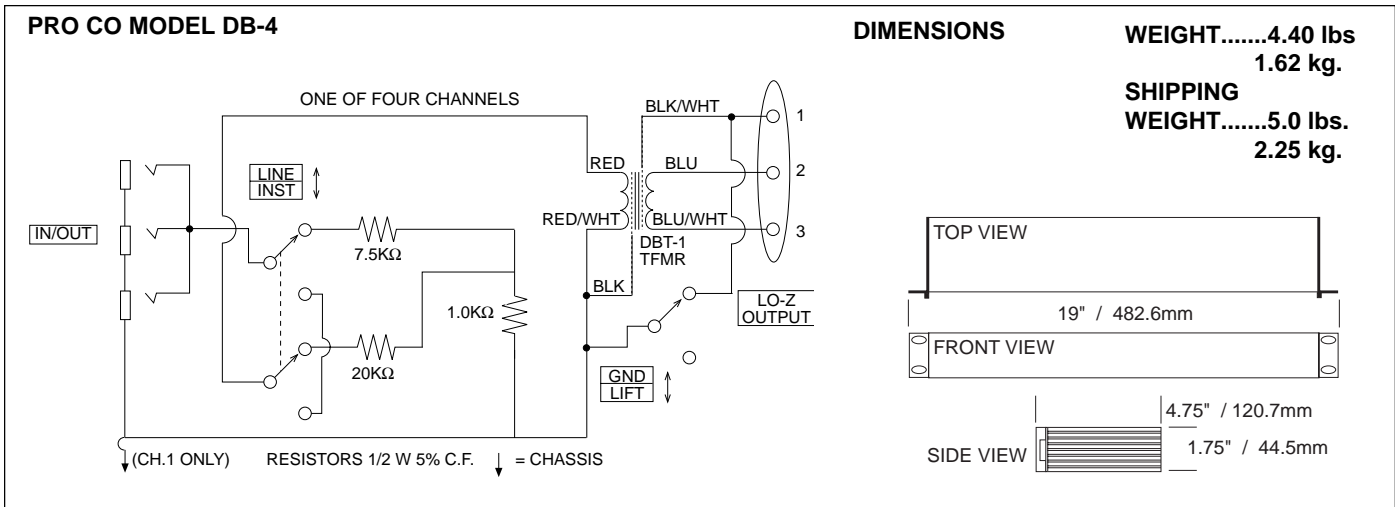 PRO CO MODEL DB-4
ONE OF FOUR CHANNELS
BLK/WHT
1
RED
BLU
2
LINE
INST
RED/WHT
BLU/WHT
3
IN/OUT
7.5KΩ
DBT-1
TFMR
BLK
1.0KΩ
LO-Z
OUTPUT
20KΩ
GND
LIFT
(CH.1 ONLY)
RESISTORS 1/2 W 5% C.F.
= CHASSIS
DIMENSIONS
WEIGHT.......4.40 lbs
1.62 kg.
SHIPPING
WEIGHT.......5.0 lbs.
2.25 kg.
TOP VIEW
19" / 482.6mm
FRONT VIEW
4.75" / 120.7mm
SIDE VIEW
1.75" / 44.5mm